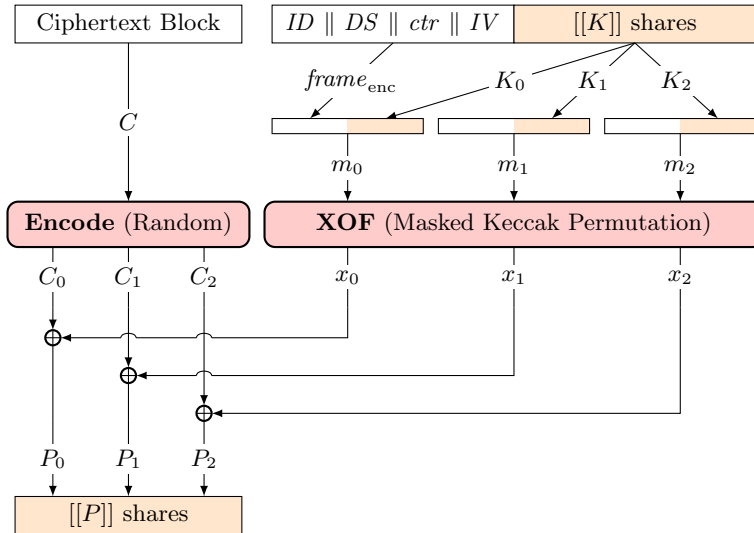 Ciphertext Block
ID ∥ DS ∥ ctr ∥ IV
[[K]] shares
frame_enc
K_0
K_1
K_2
C
m_0
m_1
m_2
Encode (Random)
XOF (Masked Keccak Permutation)
C_0
C_1
C_2
x_0
x_1
x_2
P_0
P_1
P_2
[[P]] shares